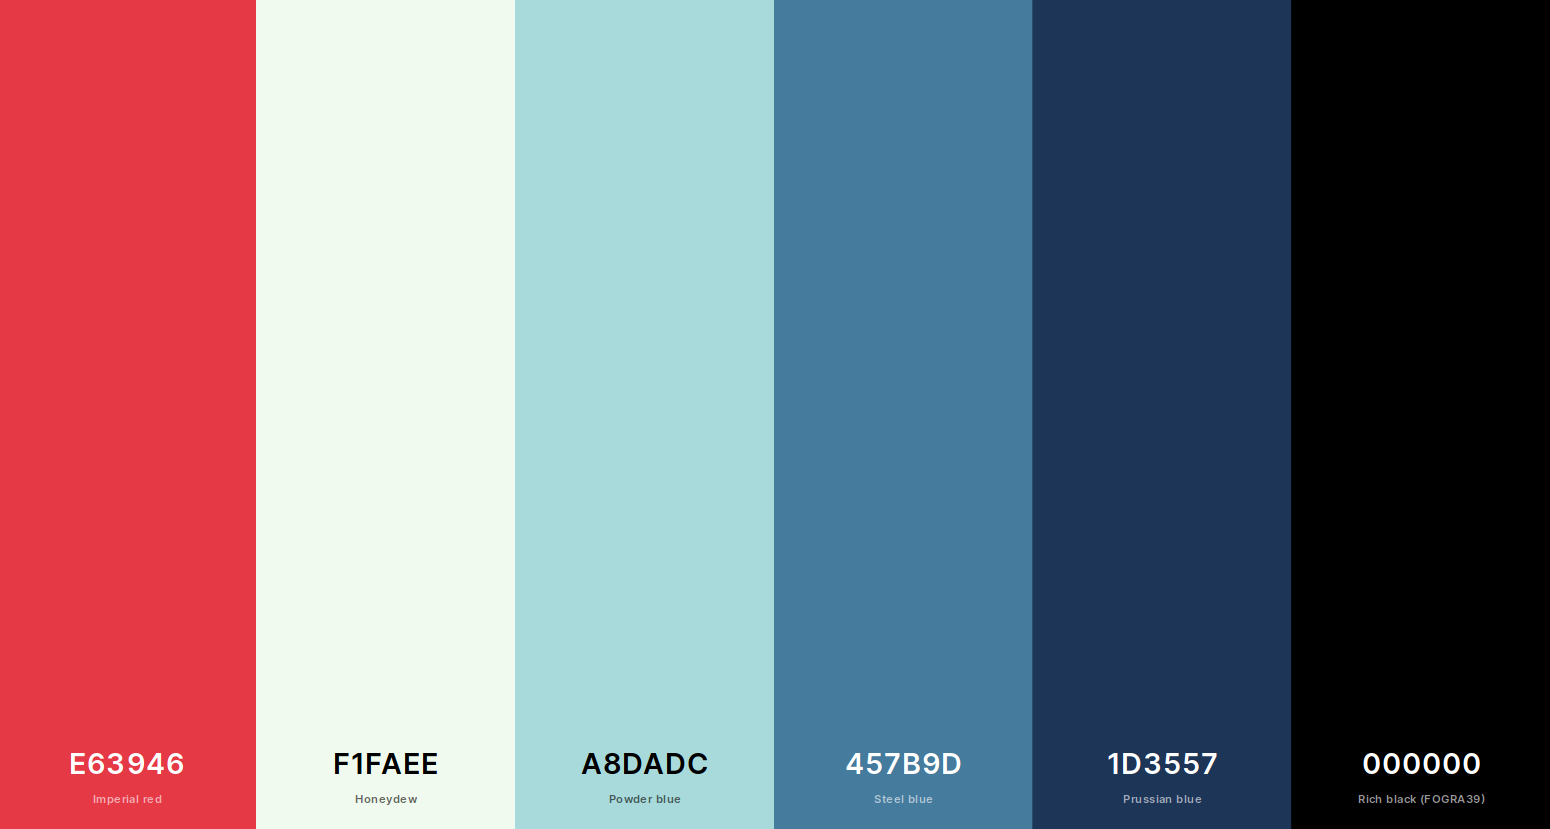 E63946
Imperial red
F1FAEE
Honeydew
A8DADC
Powder blue
457B9D
Steel blue
1D3557
Prussian blue
000000
Rich black (FOGRA39)